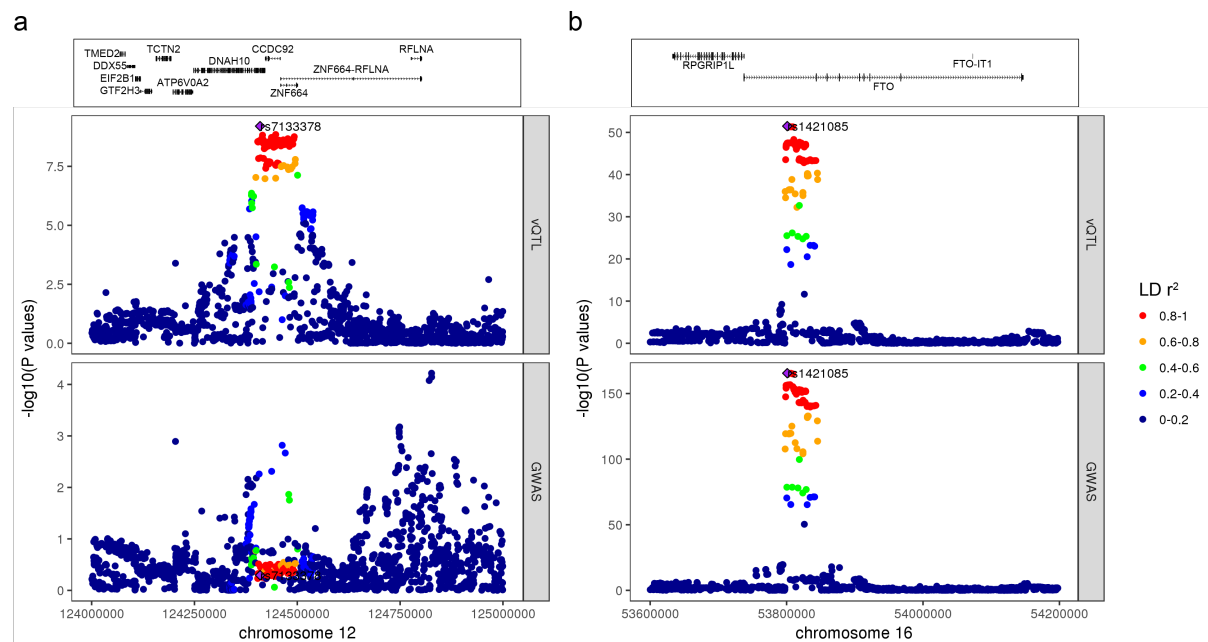 a
TMED2
TCTN2
CCDC92
RFLNA
DDX55
DNAH10
EIF2B1
ATP6V0A2
ZNF664-RFLNA
GTF2H3
ZNF664
-log10(P values)
rs7133378
7.5
5.0
2.5
0.0
vQTL
4
3
2
1
0
rs7133378
GWAS
124000000
124250000
124500000
124750000
125000000
chromosome 12
b
RPGRIP1L
FTO-IT1
FTO
-log10(P values)
rs1421085
50
40
30
20
10
0
vQTL
rs1421085
150
100
50
0
GWAS
53600000
53800000
54000000
54200000
chromosome 16
LD r²
0.8-1
0.6-0.8
0.4-0.6
0.2-0.4
0-0.2